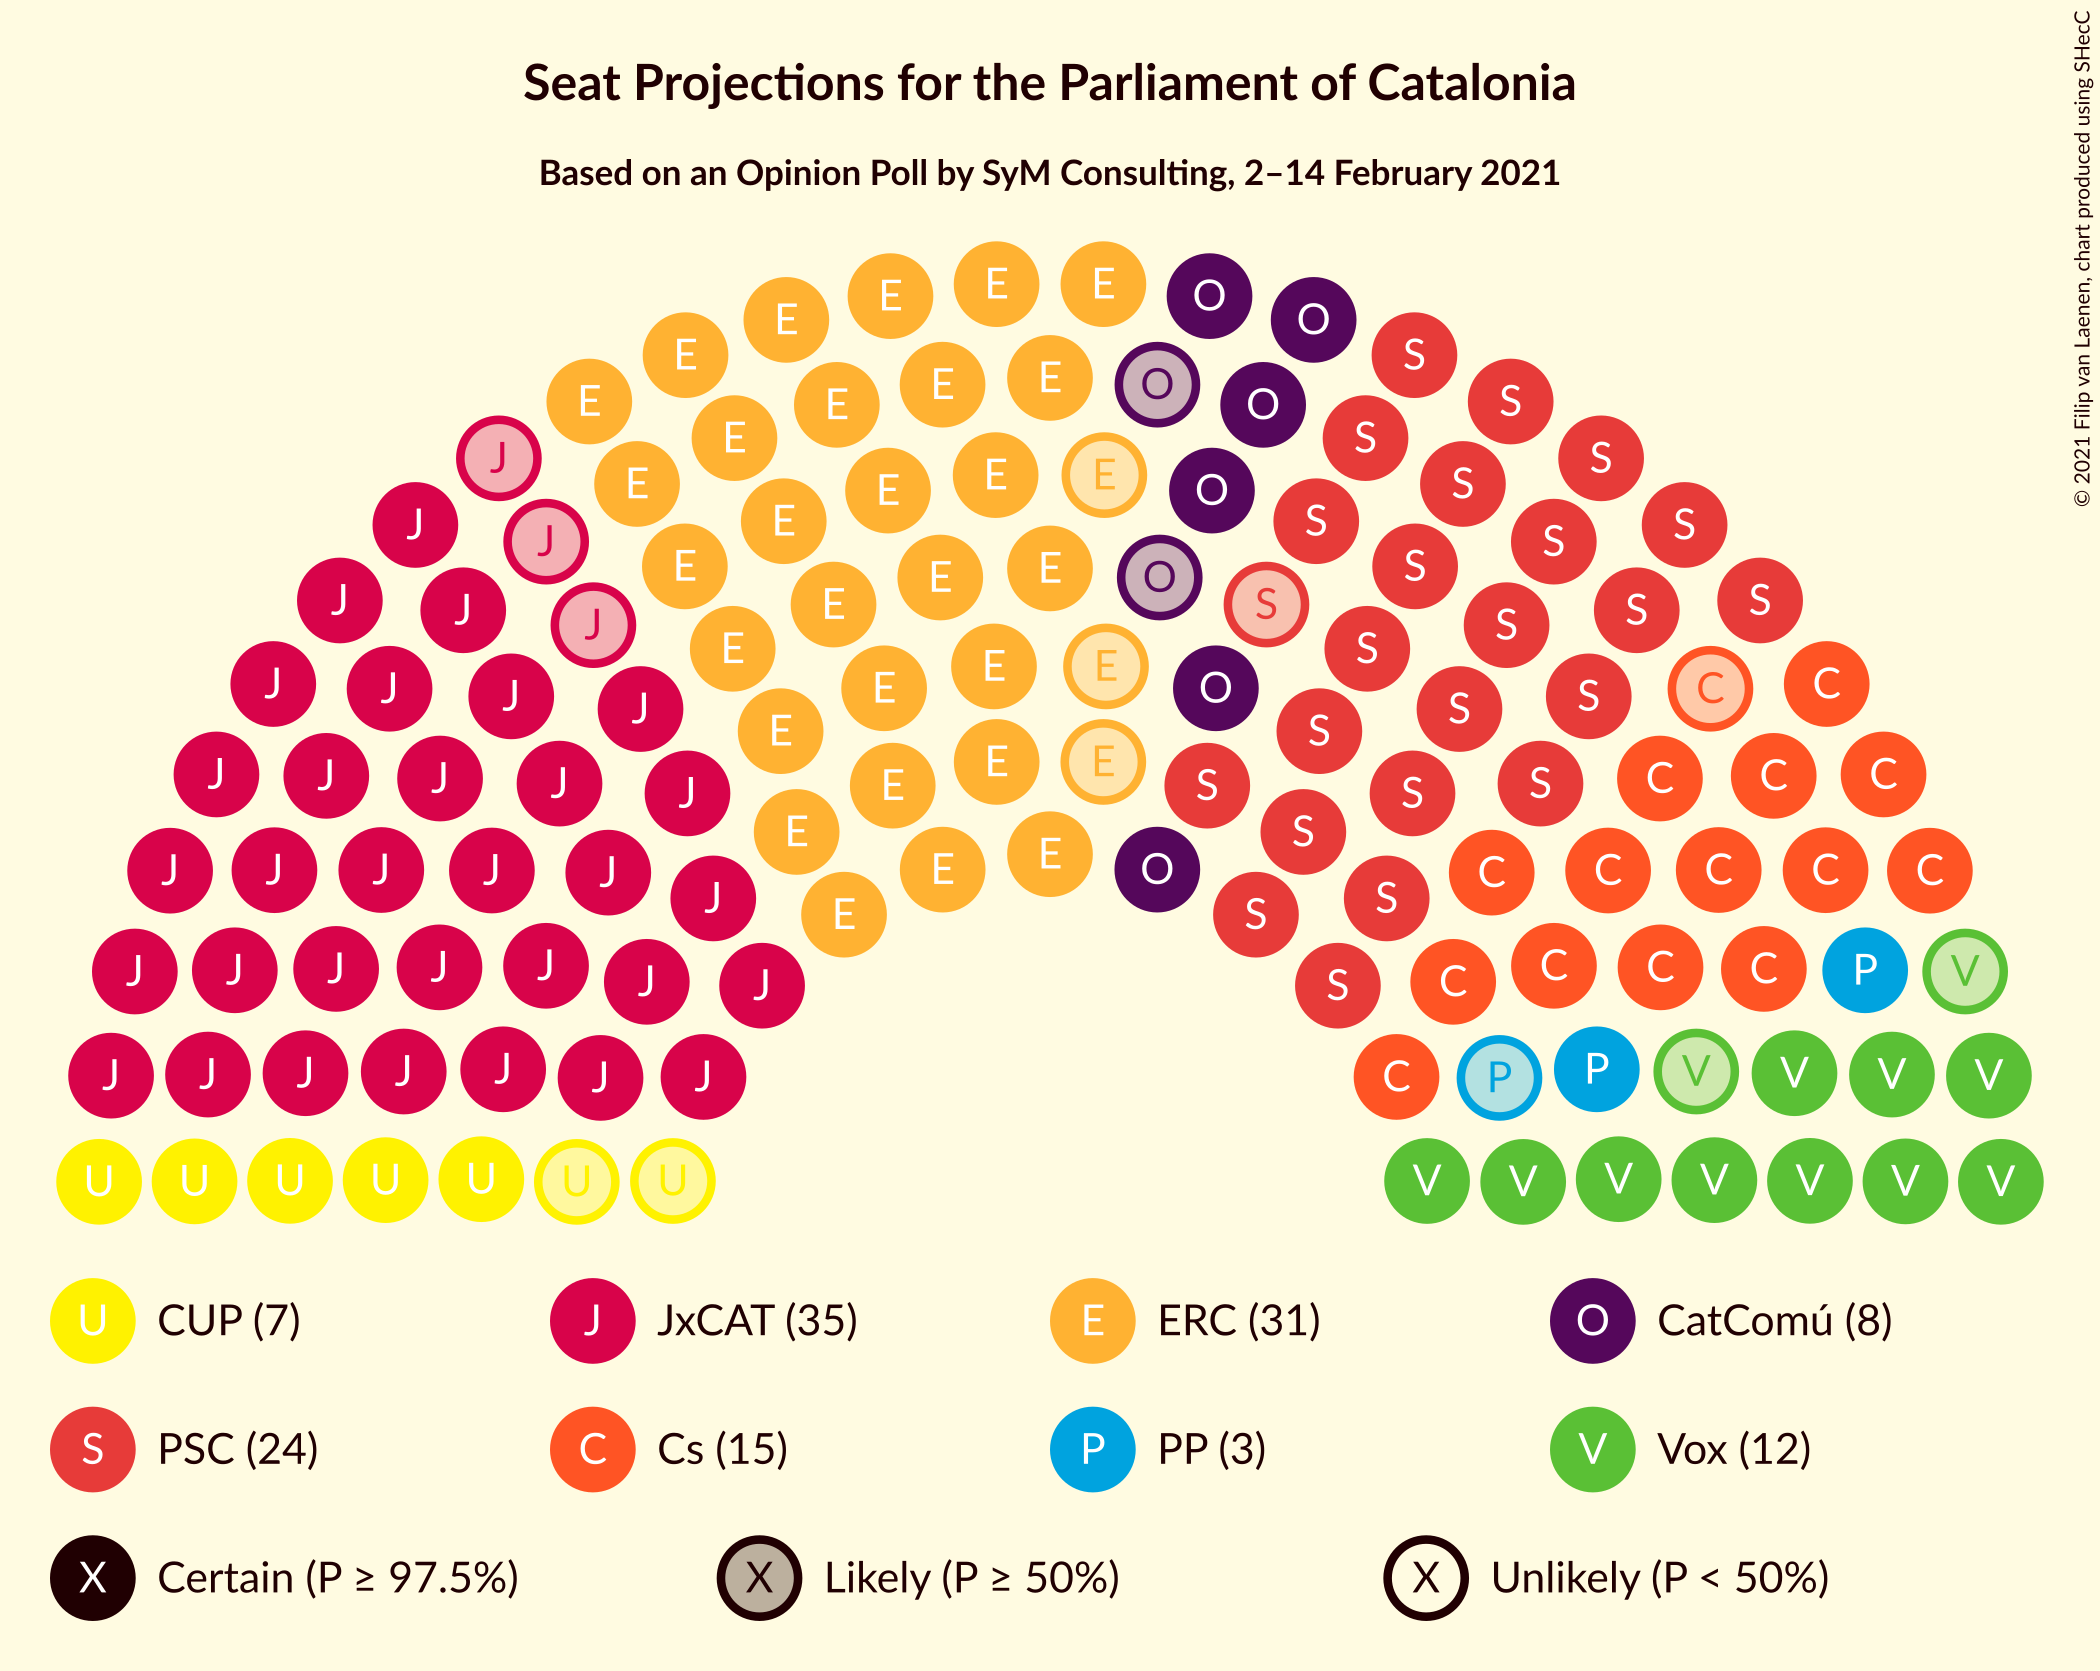 Seat Projections for the Parliament of Catalonia
Based on an Opinion Poll by SyM Consulting, 2–14 February 2021
© 2021 Filip van Laenen, chart produced using SHecC
E E O O
E E S
E O S
E E E O S
J E E O S S
E E E E S S
J J E E O S S S
E E E O S S
J J J E E S S S S
J E E E O S S C C
J J J E E S S S
J J E E S S C C
J J J E E S S C
J J E E S C C
J J J J E O S C C C
J J E S S C
J J J J J S C C C P V
J J S C
J J J J J J J C P P V V V V
U U U U U U U V V V V V V V
U CUP (7) J JxCAT (35) E ERC (31) O CatComú (8)
S PSC (24) C Cs (15) P PP (3) V Vox (12)
X Certain (P ≥ 97.5%) X Likely (P ≥ 50%) X Unlikely (P < 50%)